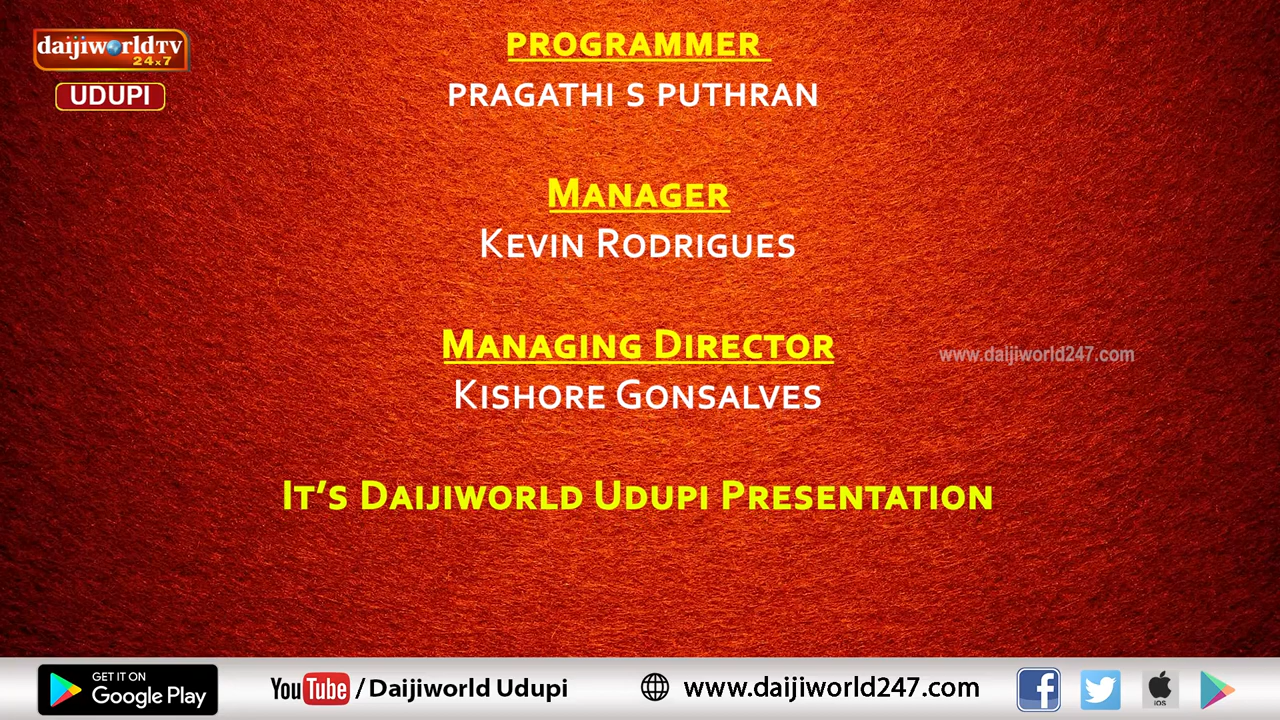 daijiworldTV
24x7
UDUPI
PROGRAMMER
PRAGATHI S PUTHRAN
MANAGER
KEVIN RODRIGUES
MANAGING DIRECTOR
KISHORE GONSALVES
www.daijiworld247.com
IT'S DAIJIWORLD UDUPI PRESENTATION
GET IT ON
Google Play
YouTube /Daijiworld Udupi
www.daijiworld247.com
iOS